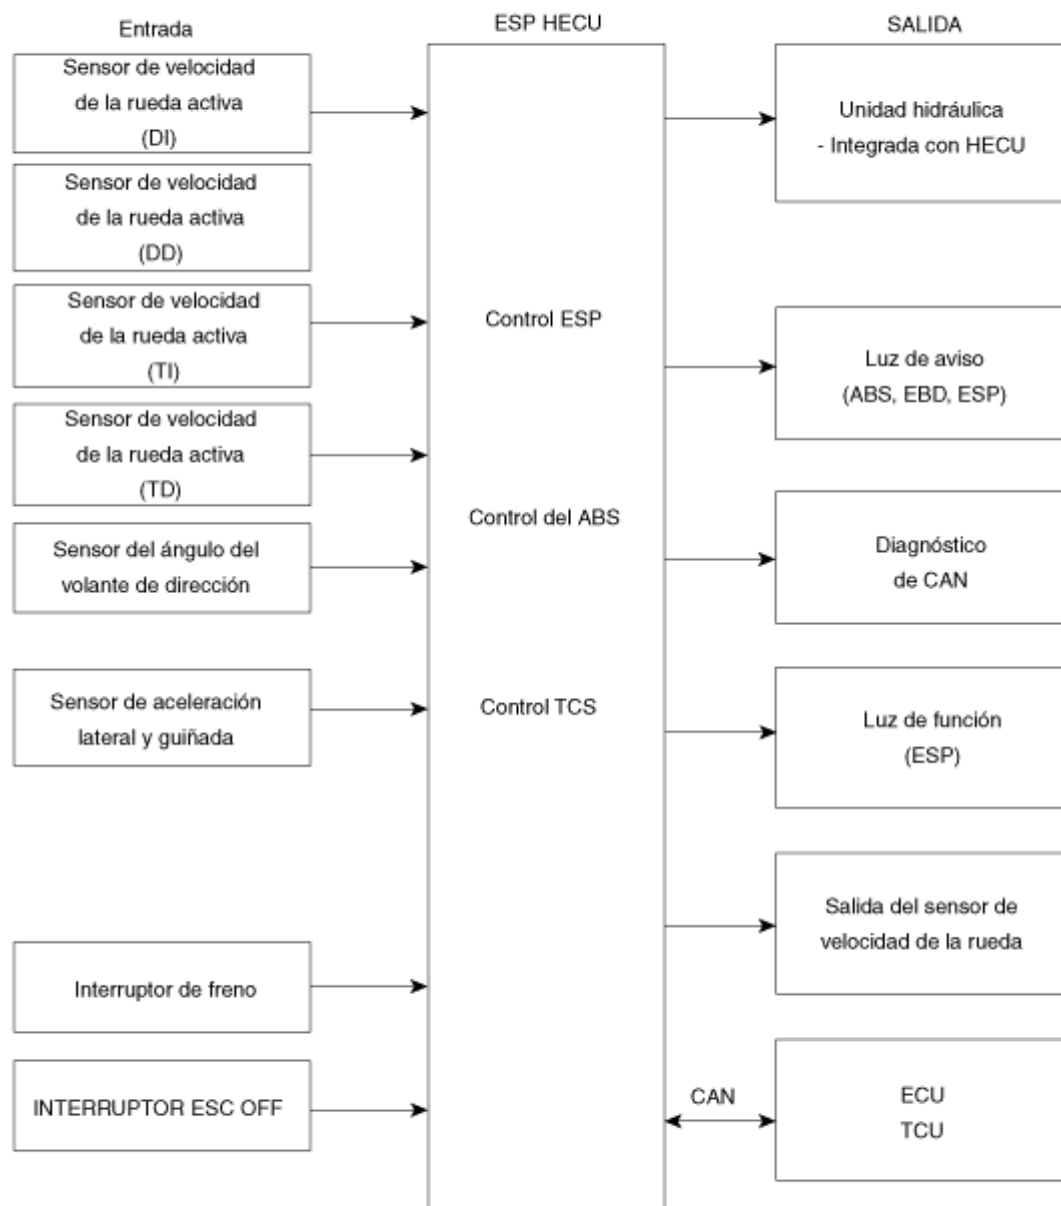 Entrada
Sensor de velocidad
de la rueda activa
(DI)
Sensor de velocidad
de la rueda activa
(DD)
Sensor de velocidad
de la rueda activa
(TI)
Sensor de velocidad
de la rueda activa
(TD)
Sensor del ángulo del
volante de dirección
Sensor de aceleración
lateral y guiñada
Interruptor de freno
INTERRUPTOR ESC OFF
ESP HECU
Control ESP
Control del ABS
Control TCS
SALIDA
Unidad hidráulica
- Integrada con HECU
Luz de aviso
(ABS, EBD, ESP)
Diagnóstico
de CAN
Luz de función
(ESP)
Salida del sensor de
velocidad de la rueda
CAN
ECU
TCU